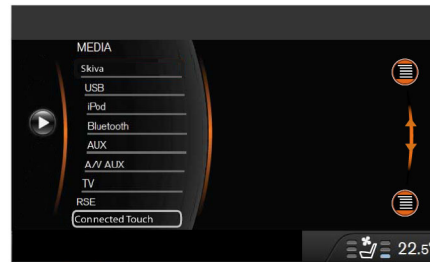 MEDIA
Skiva
USB
iPod
Bluetooth
AUX
A/V AUX
TV
RSE
Connected Touch
22.5°